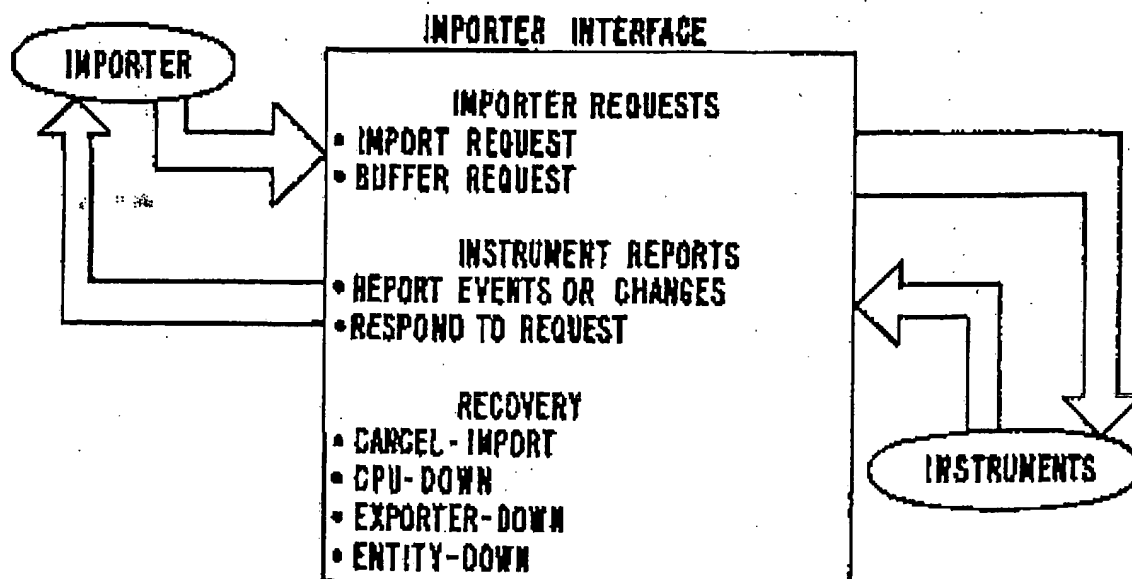 IMPORTER INTERFACE
IMPORTER
IMPORTER REQUESTS
• IMPORT REQUEST
• BUFFER REQUEST
INSTRUMENT REPORTS
• REPORT EVENTS OR CHANGES
• RESPOND TO REQUEST
RECOVERY
• CANCEL-IMPORT
• CPU-DOWN
• EXPORTER-DOWN
• ENTITY-DOWN
INSTRUMENTS